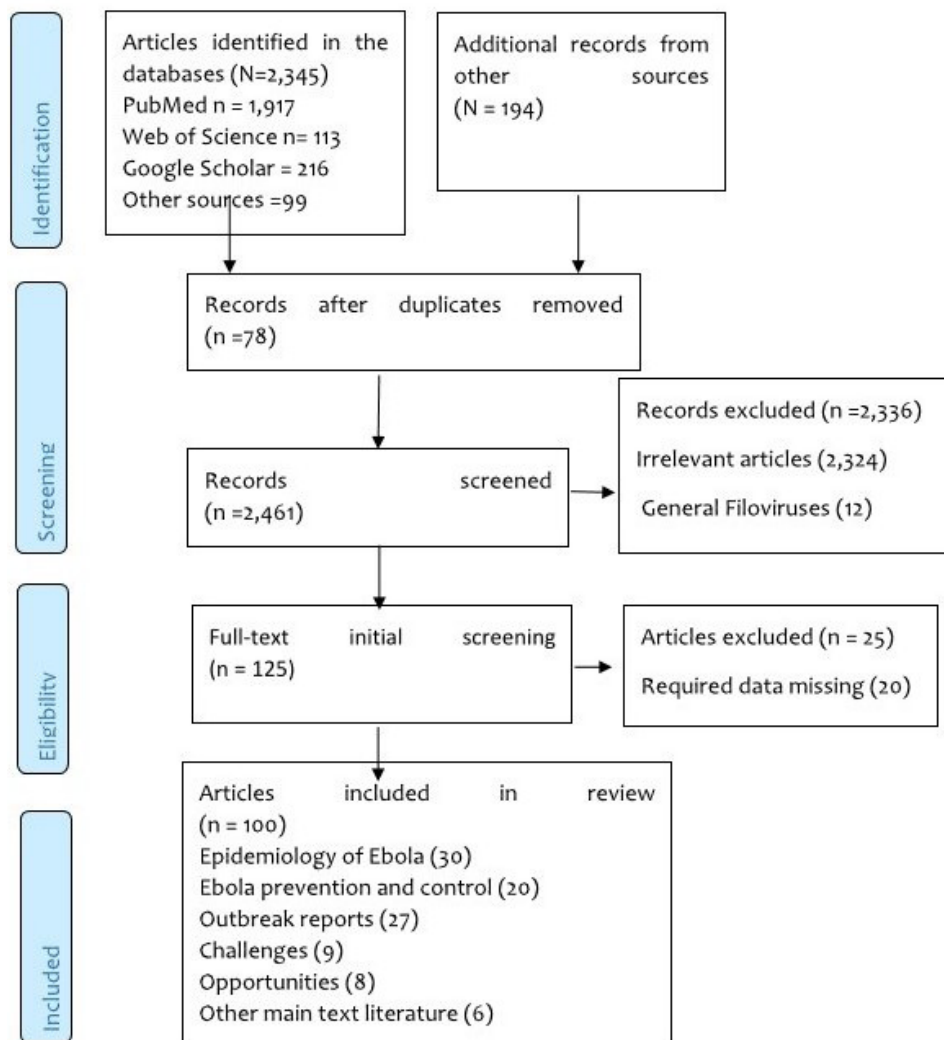 Identification
Articles identified in the
databases (N=2,345)
PubMed n = 1,917
Web of Science n= 113
Google Scholar = 216
Other sources =99
Additional records from
other sources
(N = 194)
Screening
Records after duplicates removed
(n =78)
Records screened
(n =2,461)
Records excluded (n =2,336)
Irrelevant articles (2,324)
General Filoviruses (12)
Eligibility
Full-text initial screening
(n = 125)
Articles excluded (n = 25)
Required data missing (20)
Included
Articles included in review
(n = 100)
Epidemiology of Ebola (30)
Ebola prevention and control (20)
Outbreak reports (27)
Challenges (9)
Opportunities (8)
Other main text literature (6)